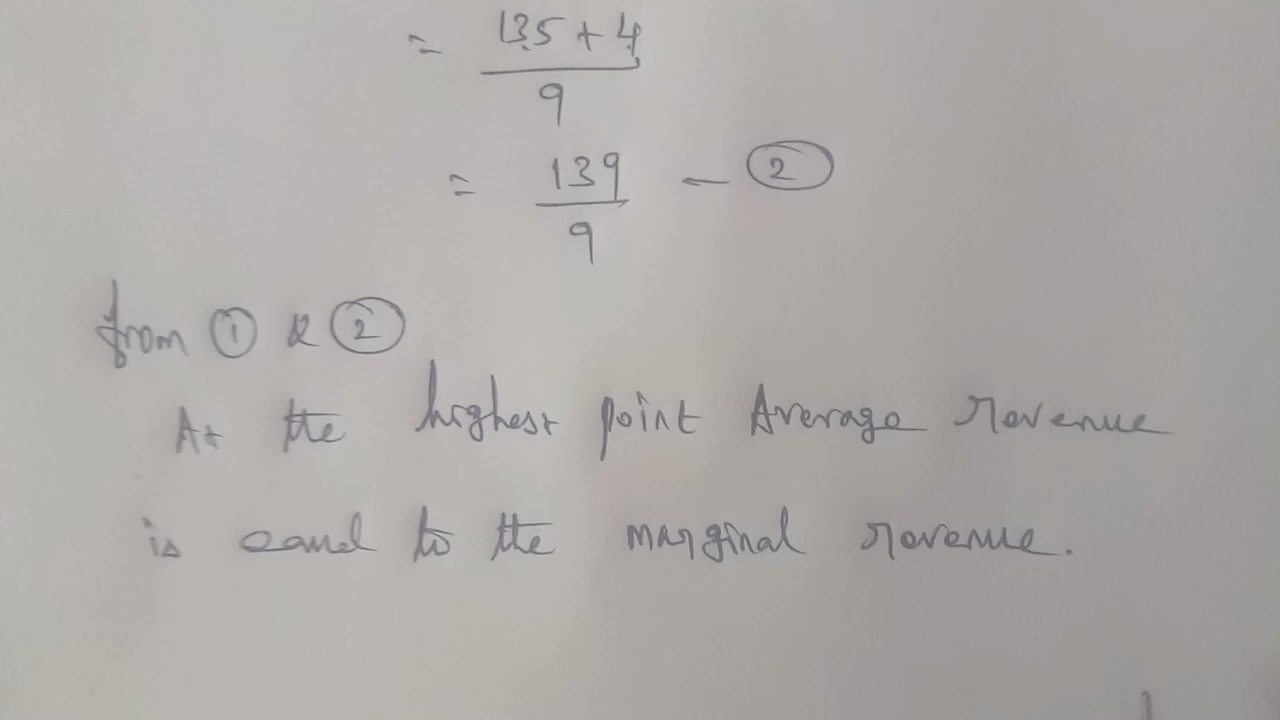 = 135 + 4
9
= 139 — 2
9
from 1 & 2
At the highest point Average revenue
is equal to the marginal revenue.